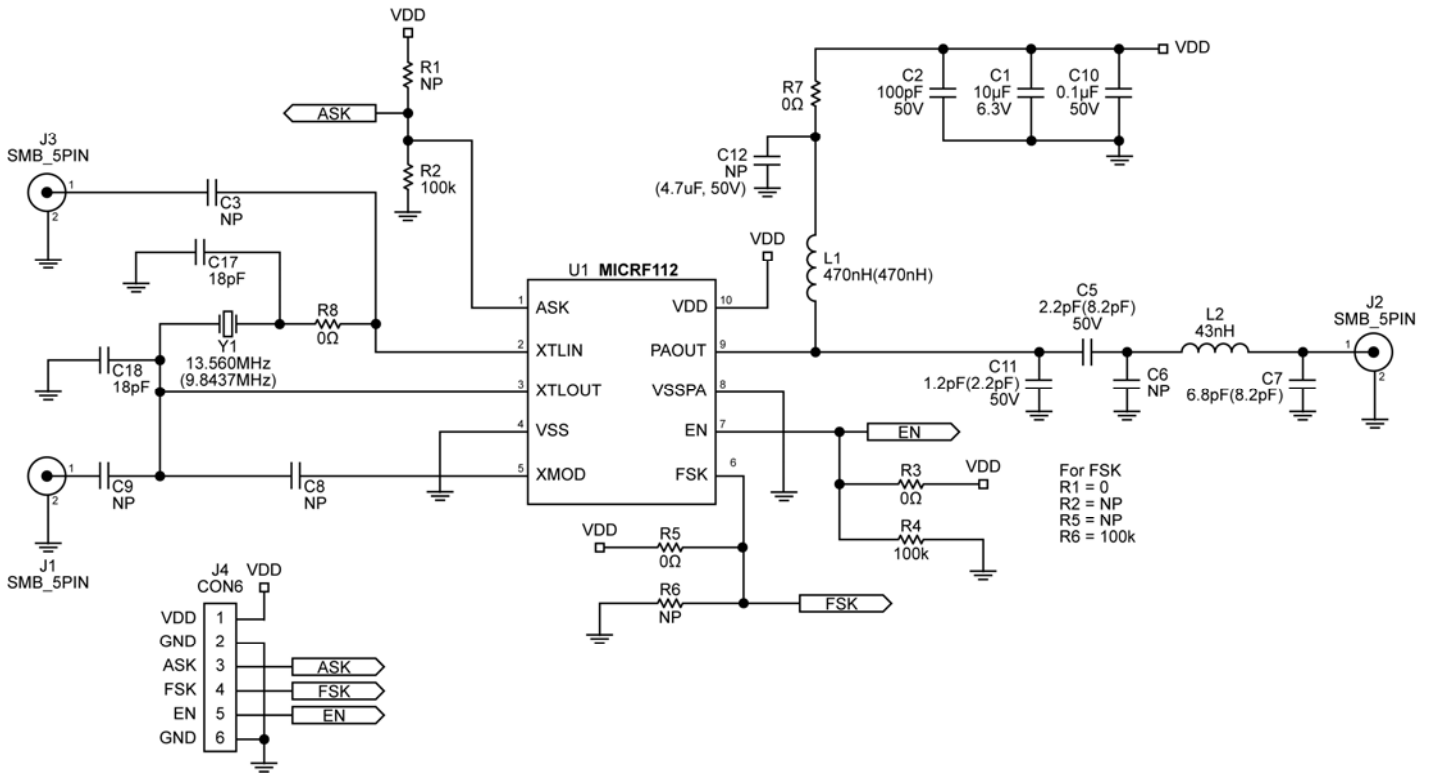 VDD
R1
NP
ASK
R2
100k
J3
SMB_5PIN
1
2
C3
NP
C17
18pF
R8
0Ω
Y1
13.560MHz
(9.8437MHz)
C18
18pF
1
2
J1
SMB_5PIN
C9
NP
C8
NP
U1 MICRF112
1
ASK
2
XTLIN
3
XTLOUT
4
VSS
5
XMOD
VDD
10
PAOUT
9
VSSPA
8
EN
7
FSK
6
VDD
R7
0Ω
C12
NP
(4.7uF, 50V)
C2
100pF
50V
C1
10µF
6.3V
C10
0.1µF
50V
VDD
L1
470nH(470nH)
C5
2.2pF(8.2pF)
50V
C11
1.2pF(2.2pF)
50V
C6
NP
L2
43nH
C7
6.8pF(8.2pF)
J2
SMB_5PIN
1
2
EN
R3
0Ω
VDD
R4
100k
For FSK
R1 = 0
R2 = NP
R5 = NP
R6 = 100k
VDD
R5
0Ω
R6
NP
FSK
J4
CON6
VDD
VDD 1
GND 2
ASK 3 ASK
FSK 4 FSK
EN 5 EN
GND 6